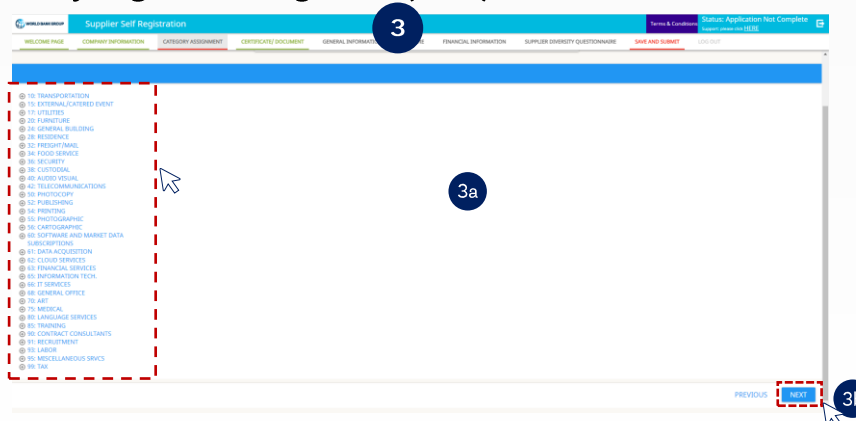 3
WORLD BANK GROUP
Supplier Self Registration
Terms & Conditions
Status: Application Not Complete
Support: please visit HERE
WELCOME PAGE
COMPANY INFORMATION
CATEGORY ASSIGNMENT
CERTIFICATE/ DOCUMENT
GENERAL INFORMATIO
RE
FINANCIAL INFORMATION
SUPPLIER DIVERSITY QUESTIONNAIRE
SAVE AND SUBMIT
LOG OUT
10: TRANSPORTATION
15: EXTERNAL/CATERED EVENT
17: UTILITIES
20: FURNITURE
24: GENERAL BUILDING
28: RESIDENCE
32: FREIGHT/MAIL
34: FOOD SERVICE
36: SECURITY
38: CUSTODIAL
40: AUDIO VISUAL
42: TELECOMMUNICATIONS
50: PHOTOCOPY
52: PUBLISHING
54: PRINTING
55: PHOTOGRAPHIC
56: CARTOGRAPHIC
60: SOFTWARE AND MARKET DATA
SUBSCRIPTIONS
61: DATA ACQUISITION
62: CLOUD SERVICES
63: FINANCIAL SERVICES
65: INFORMATION TECH.
66: IT SERVICES
68: GENERAL OFFICE
70: ART
75: MEDICAL
80: LANGUAGE SERVICES
85: TRAINING
90: CONTRACT CONSULTANTS
91: RECRUITMENT
93: LABOR
95: MISCELLANEOUS SRVCS
99: TAX
3a
PREVIOUS
NEXT